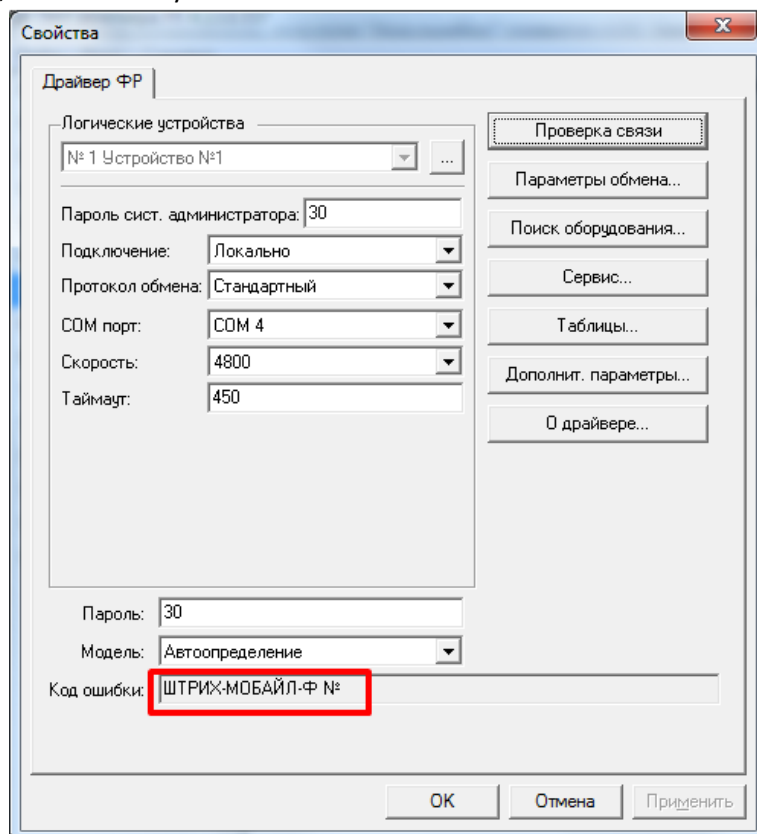 Свойства
Драйвер ФР
Логические устройства
№ 1 Устройство №1
...
Пароль сист. администратора: 30
Подключение: Локально
Протокол обмена: Стандартный
COM порт: COM 4
Скорость: 4800
Таймаут: 450
Проверка связи
Параметры обмена...
Поиск оборудования...
Сервис...
Таблицы...
Дополнит. параметры...
О драйвере...
Пароль: 30
Модель: Автоопределение
Код ошибки: ШТРИХ-МОБАЙЛ-Ф №
OK
Отмена
Применить